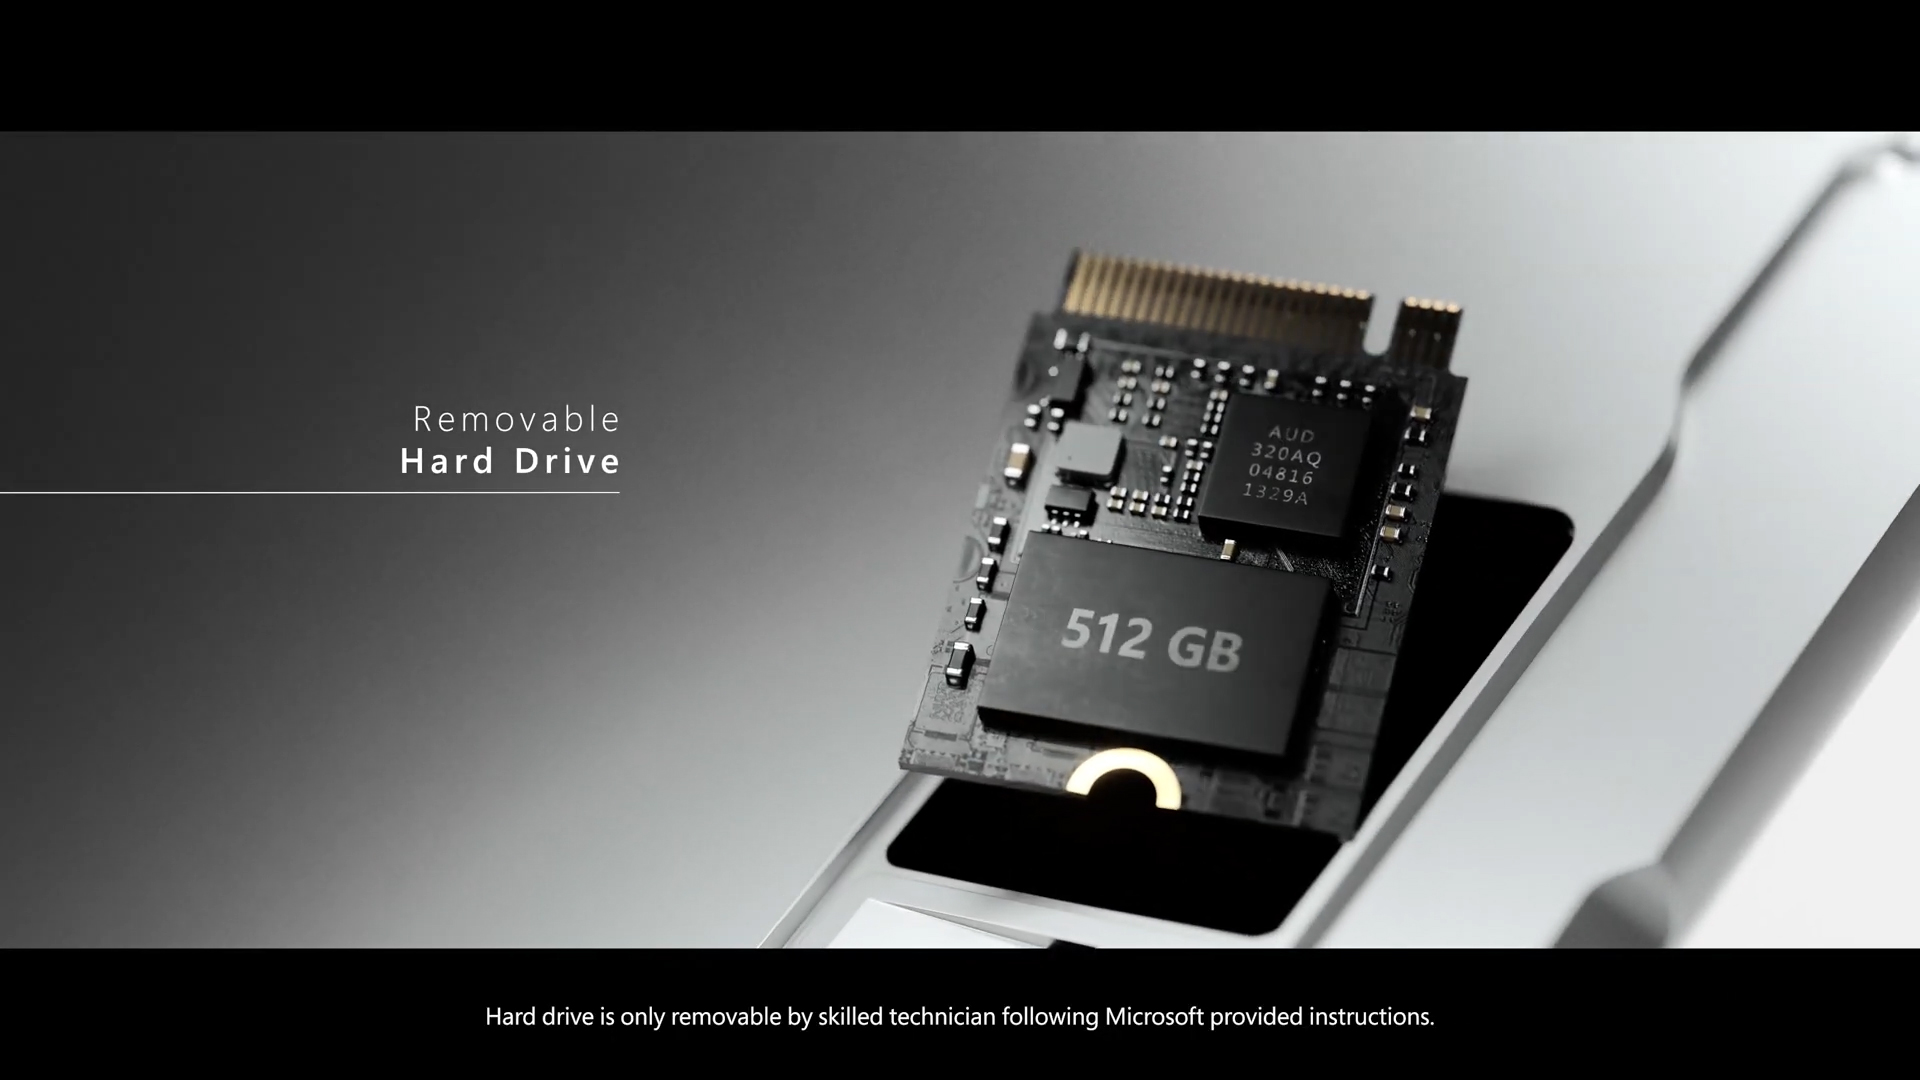 Removable
Hard Drive
AUD
320AQ
04816
1329A
512 GB
Hard drive is only removable by skilled technician following Microsoft provided instructions.